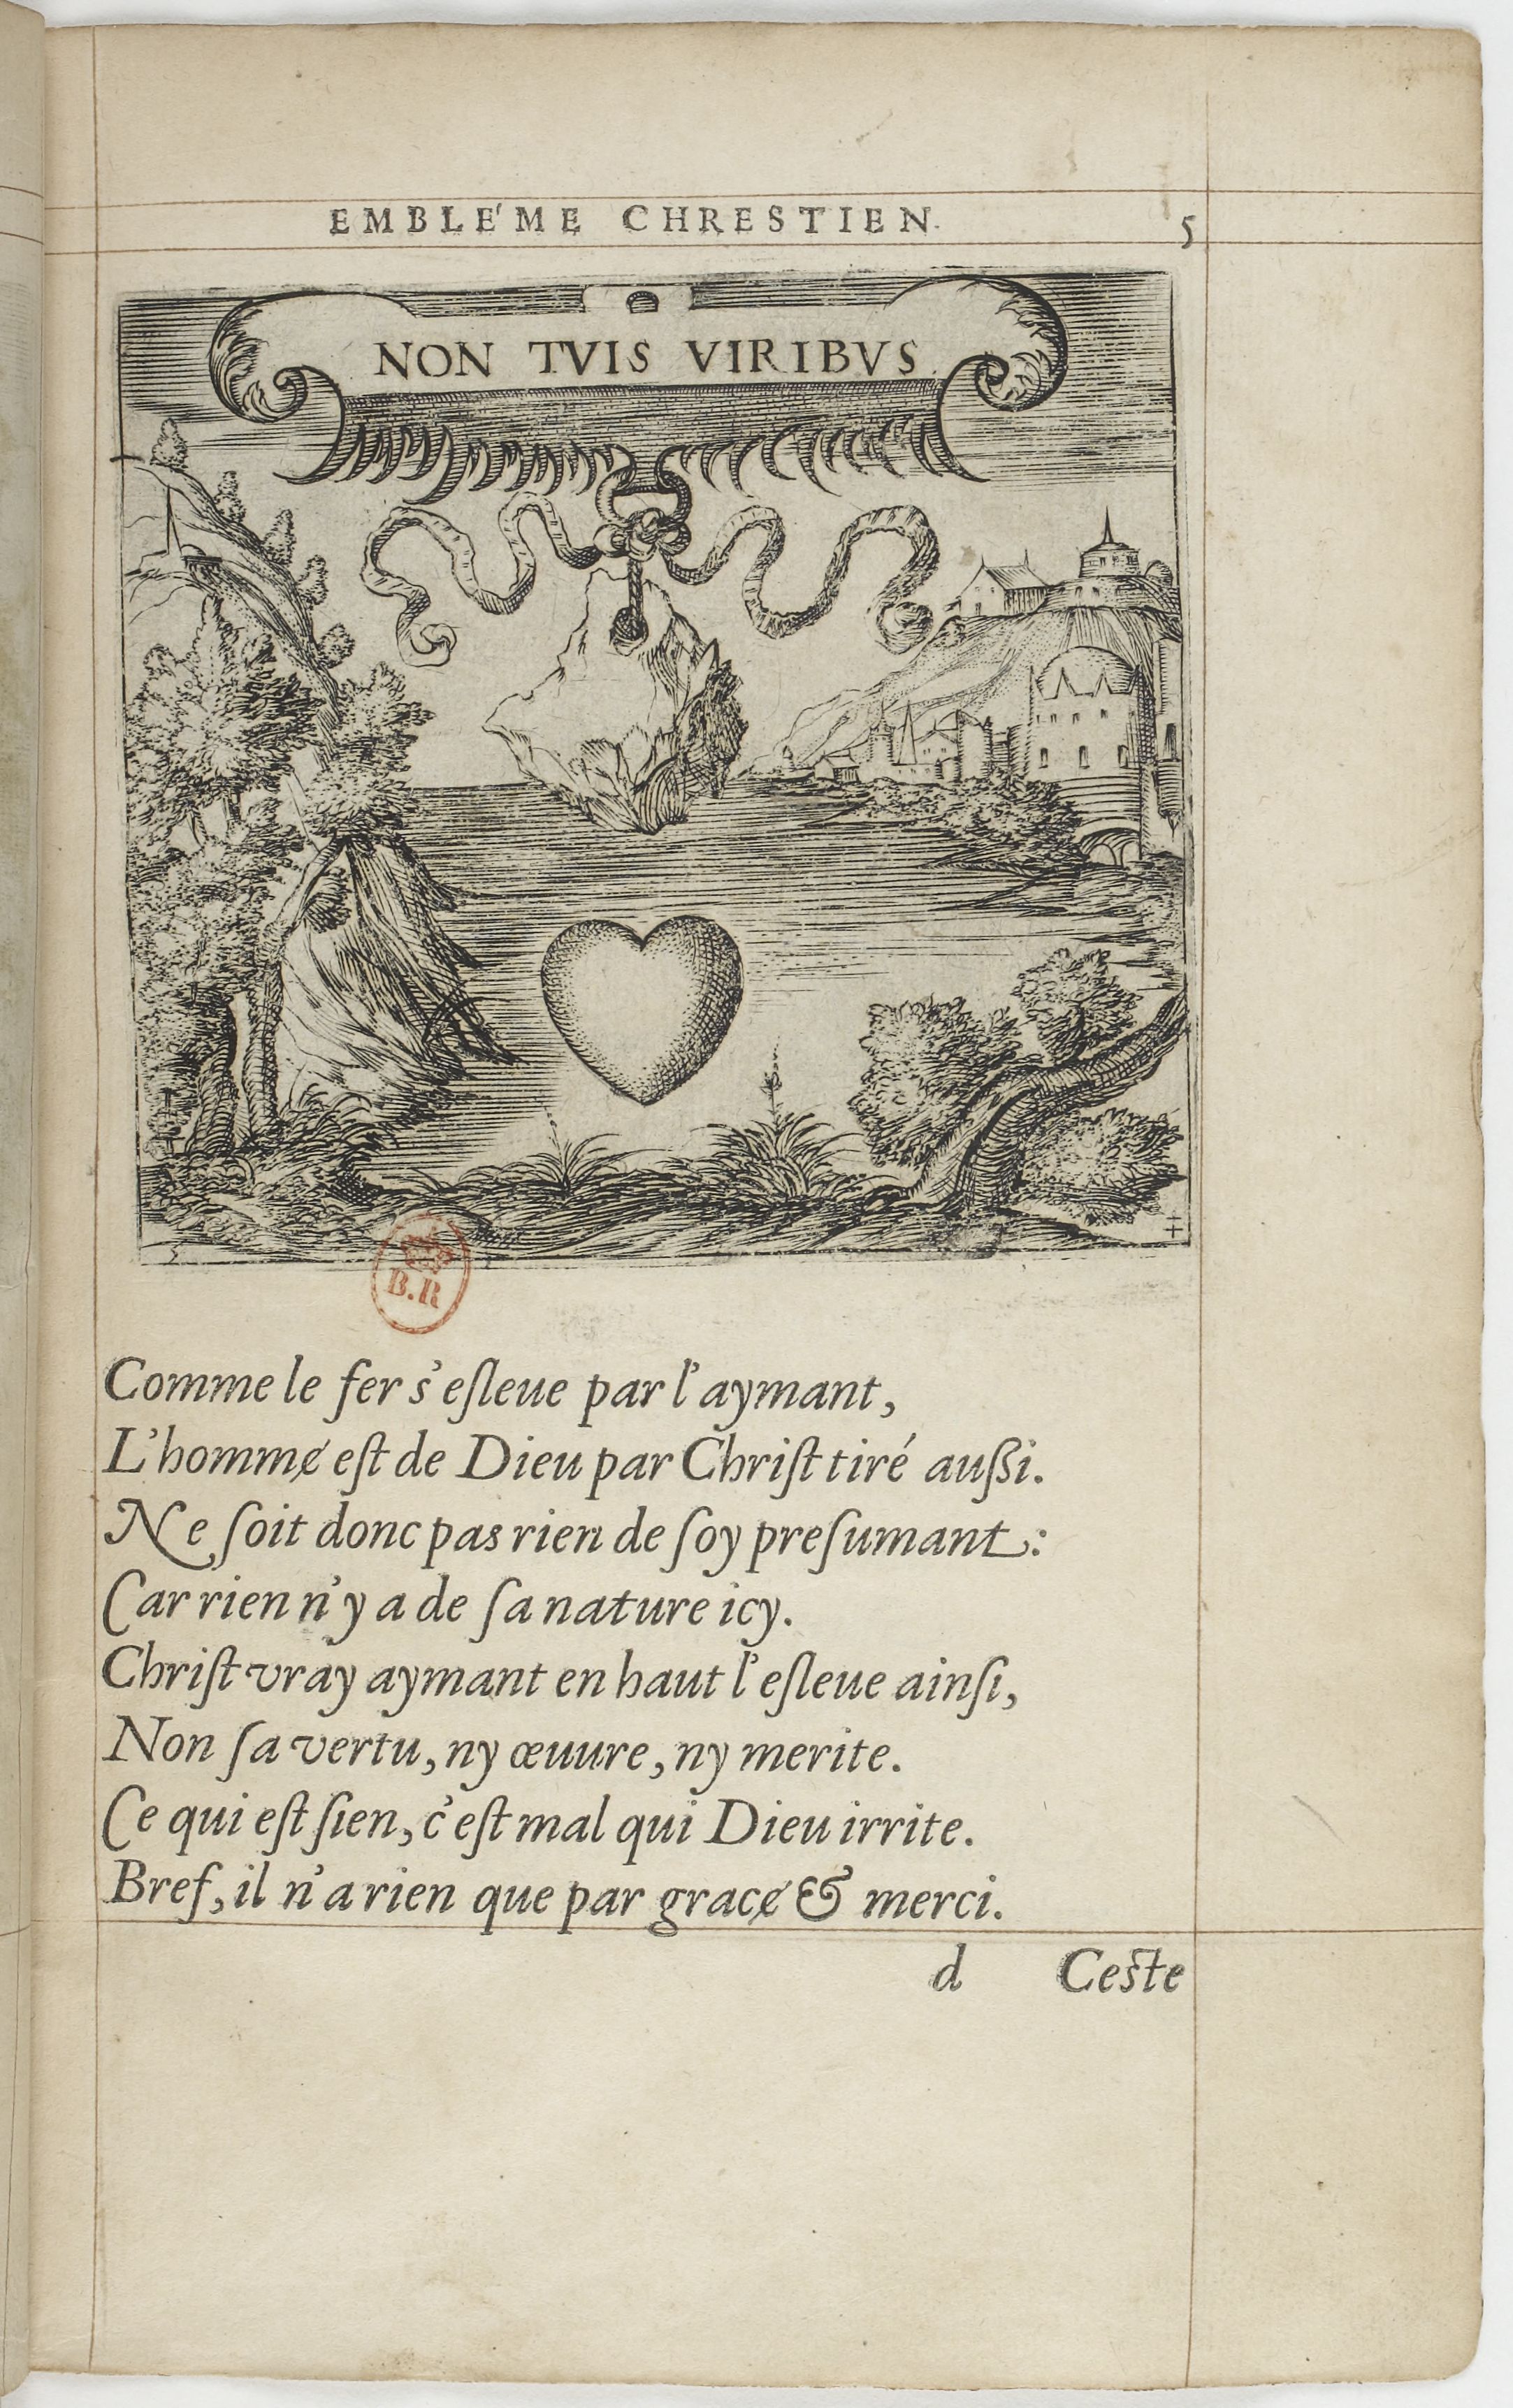 EMBLE'ME CHRESTIEN.
5
NON TVIS VIRIBVS.
B.R
Comme le fer s'eſleue par l'aymant,
L'homme̸ eſt de Dieu par Chriſt tiré auſſi.
Ne ſoit donc pas rien de ſoy preſumant:
Car rien n'y a de ſa nature icy.
Chriſt vray aymant en haut l'eſleue ainſi,
Non ſa vertu, ny œuure, ny merite.
Ce qui eſt ſien, c'eſt mal qui Dieu irrite.
Bref, il n'a rien que par grace̸ & merci.
d Ceſte